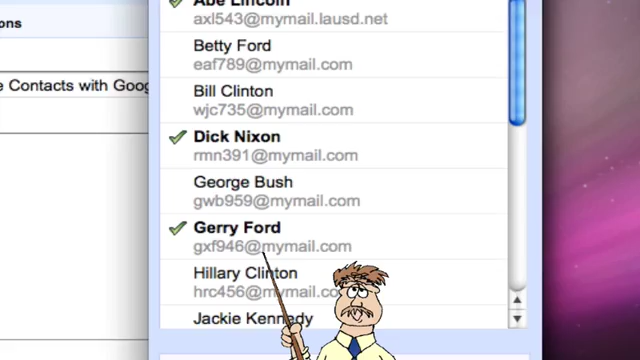 ons
Abe Lincoln
axl543@mymail.lausd.net
Betty Ford
eaf789@mymail.com
e Contacts with Goog
Bill Clinton
wjc735@mymail.com
Dick Nixon
rmn391@mymail.com
George Bush
gwb959@mymail.com
Gerry Ford
gxf946@mymail.com
Hillary Clinton
hrc456@mymail.co
Jackie Kennedy